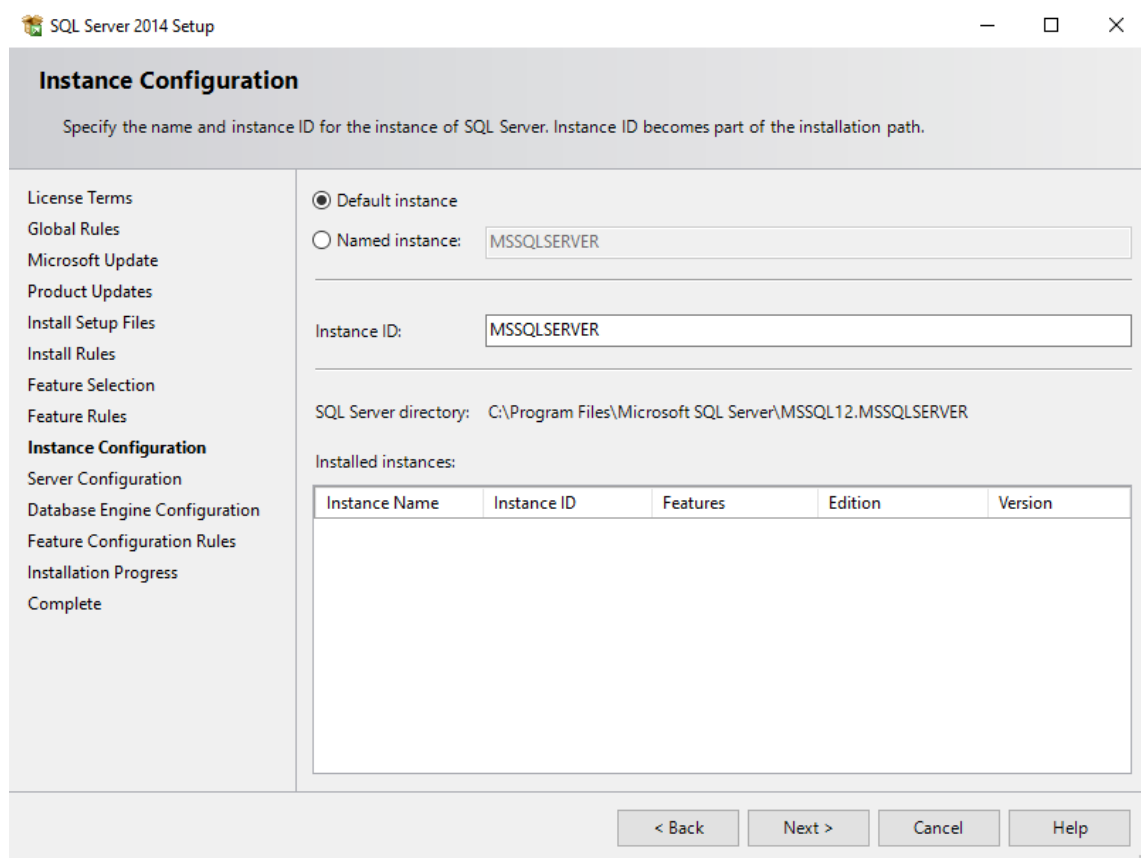 SQL Server 2014 Setup
Instance Configuration
Specify the name and instance ID for the instance of SQL Server. Instance ID becomes part of the installation path.
License Terms
Global Rules
Microsoft Update
Product Updates
Install Setup Files
Install Rules
Feature Selection
Feature Rules
Instance Configuration
Server Configuration
Database Engine Configuration
Feature Configuration Rules
Installation Progress
Complete
Default instance
Named instance: MSSQLSERVER
Instance ID: MSSQLSERVER
SQL Server directory: C:\Program Files\Microsoft SQL Server\MSSQL12.MSSQLSERVER
Installed instances:
Instance Name Instance ID Features Edition Version
< Back Next > Cancel Help